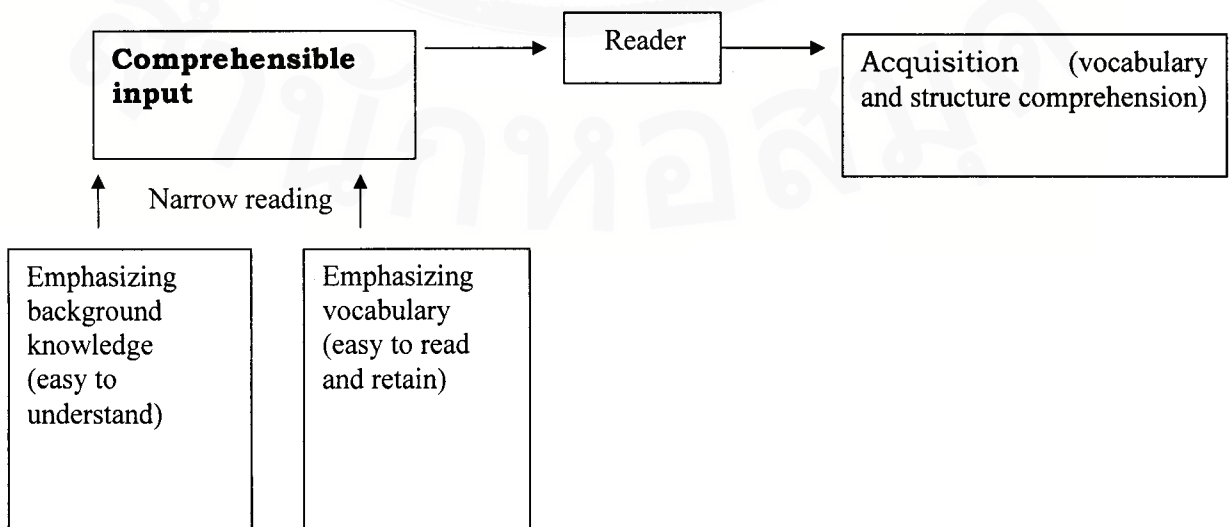 Comprehensible
input
Reader
Acquisition (vocabulary
and structure comprehension)
Narrow reading
Emphasizing
background
knowledge
(easy to
understand)
Emphasizing
vocabulary
(easy to read
and retain)